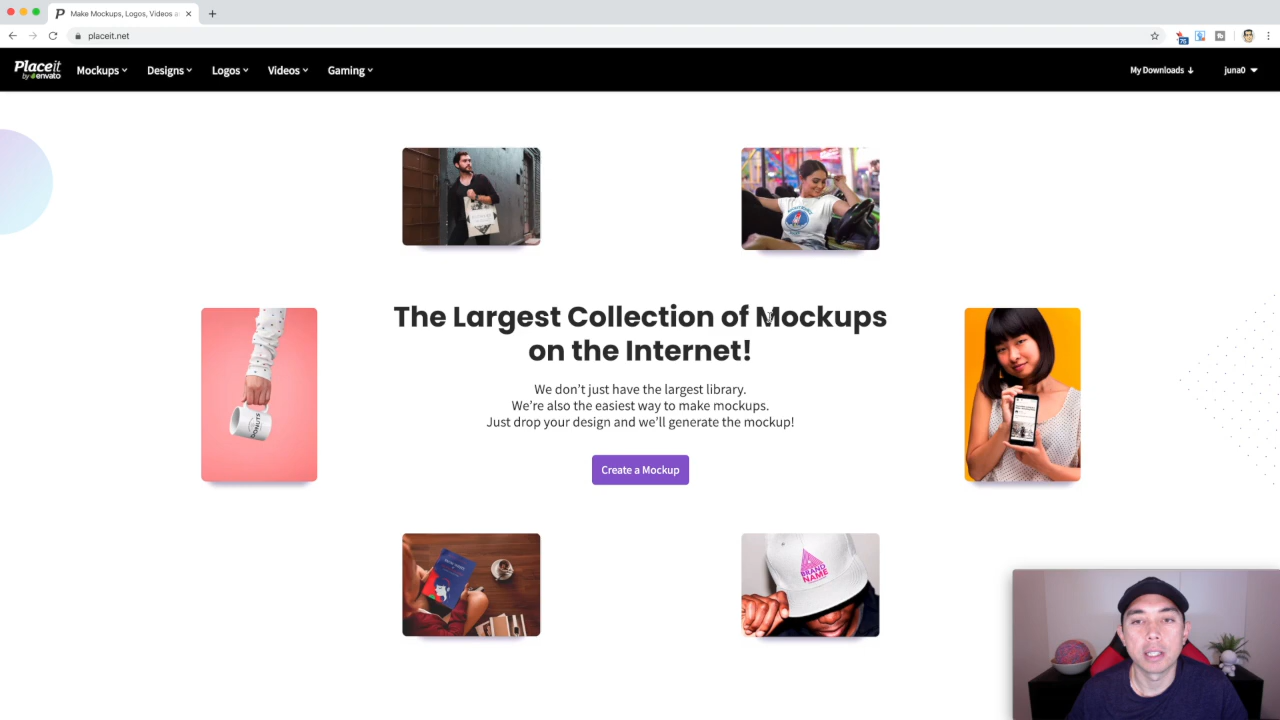 Make Mockups, Logos, Videos a
placeit.net
Placeit
by envato
Mockups
Designs
Logos
Videos
Gaming
My Downloads
juna0
The Largest Collection of Mockups
on the Internet!
We don't just have the largest library.
We're also the easiest way to make mockups.
Just drop your design and we'll generate the mockup!
Create a Mockup
DONUTS
BRAND
NAME